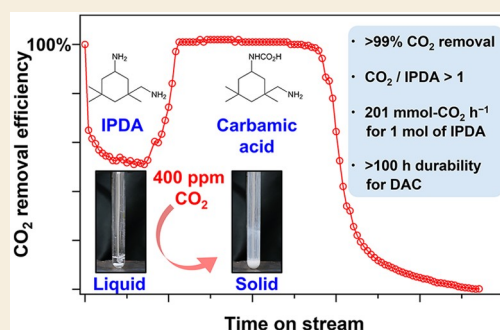 100%
CO₂ removal efficiency
NH₂
NH₂
IPDA
NHCO₂H
NH₂
Carbamic
acid
400 ppm
CO₂
Liquid
Solid
· >99% CO₂ removal
· CO₂ / IPDA > 1
· 201 mmol-CO₂ h⁻¹
for 1 mol of IPDA
· >100 h durability
for DAC
Time on stream